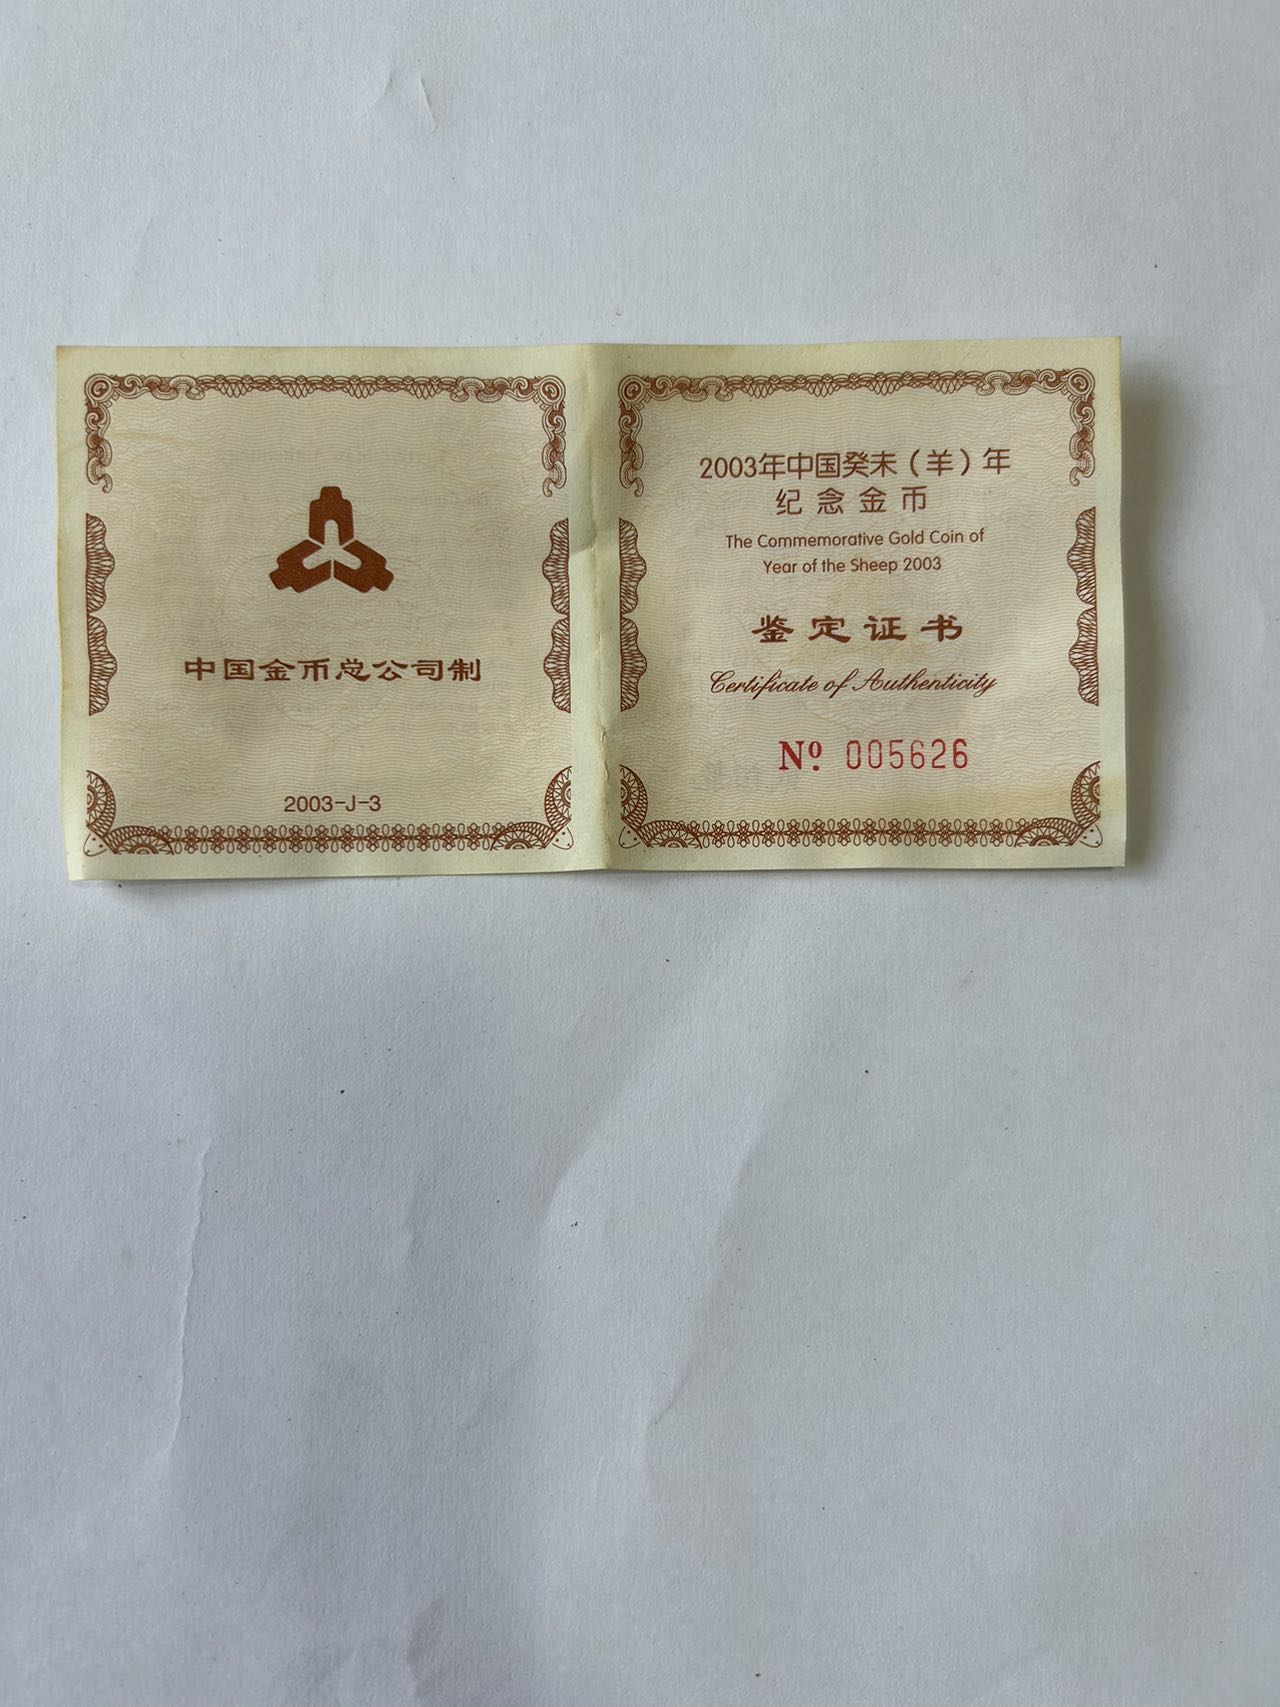 中国金币总公司制
2003-J-3
2003年中国癸未（羊）年
纪念金币
The Commemorative Gold Coin of
Year of the Sheep 2003
鉴定证书
Certificate of Authenticity
Nº. 005626